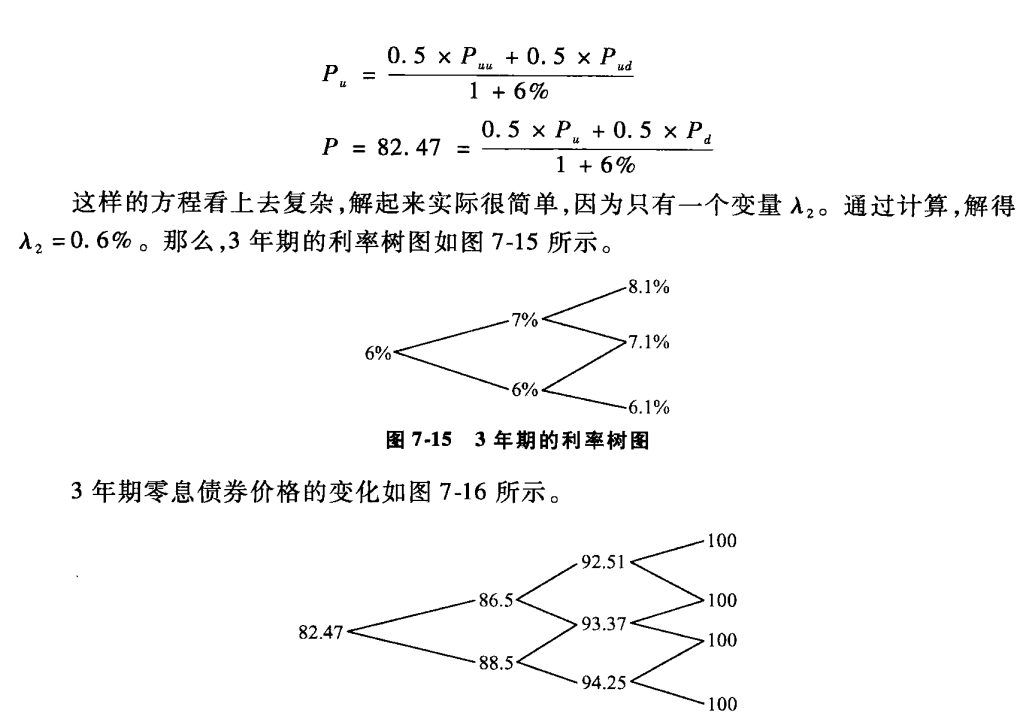 P_u = \frac{0.5 × P_{uu} + 0.5 × P_{ud}}{1 + 6%}
P = 82.47 = \frac{0.5 × P_u + 0.5 × P_d}{1 + 6%}
这样的方程看上去复杂,解起来实际很简单,因为只有一个变量 λ₂。通过计算,解得
λ₂ = 0.6%。那么,3 年期的利率树图如图 7-15 所示。
8.1%
7%
7.1%
6%
6%
6.1%
图 7-15 3 年期的利率树图
3 年期零息债券价格的变化如图 7-16 所示。
100
92.51
86.5
100
93.37
82.47
100
88.5
94.25
100